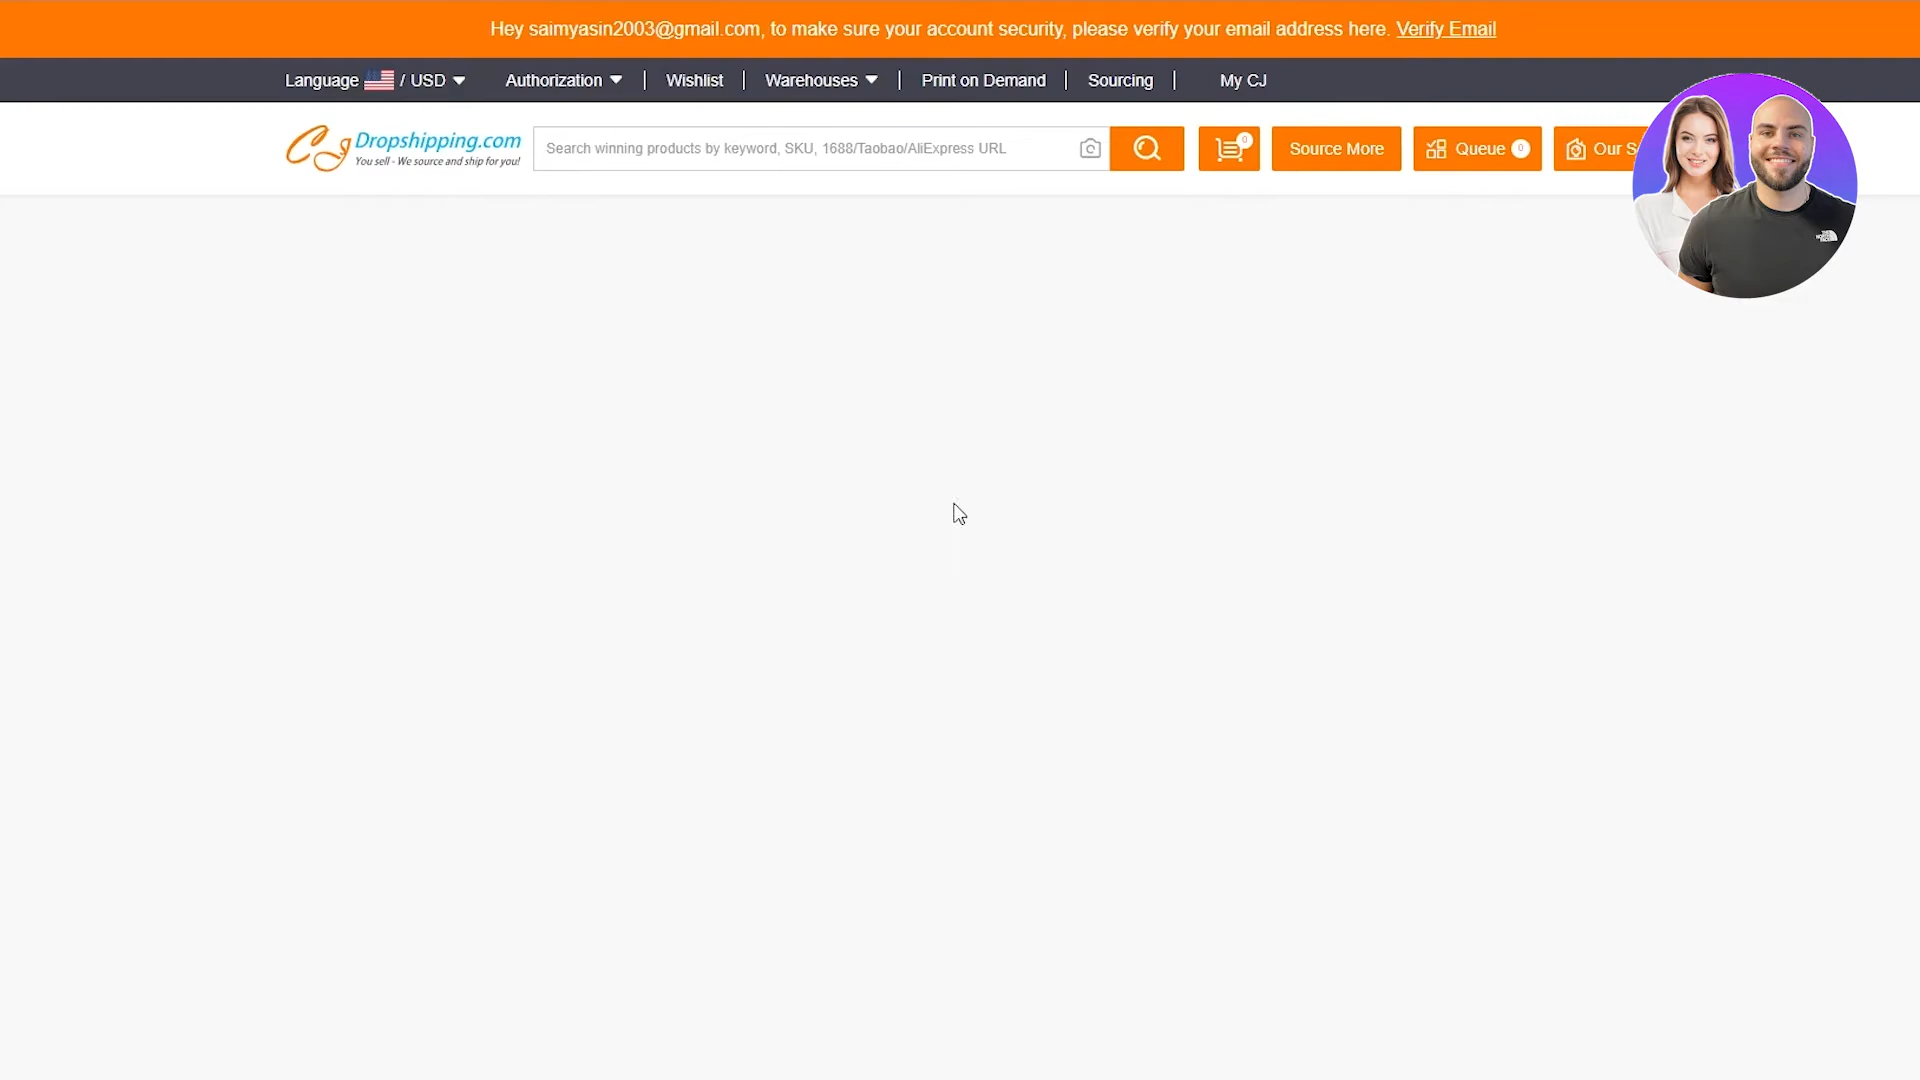 Hey saimyasin2003@gmail.com, to make sure your account security, please verify your email address here. Verify Email
Language / USD Authorization | Wishlist | Warehouses | Print on Demand | Sourcing | My CJ
CJ Dropshipping.com
You sell - We source and ship for you!
Search winning products by keyword, SKU, 1688/Taobao/AliExpress URL
0
Source More
Queue 0
Our S